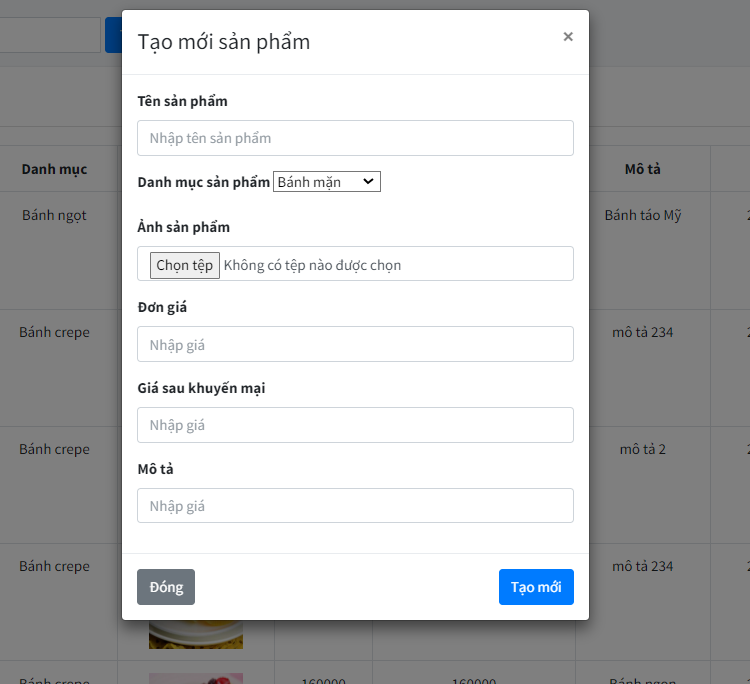 Tạo mới sản phẩm
×
Tên sản phẩm
Nhập tên sản phẩm
Danh mục sản phẩm Bánh mặn
Ảnh sản phẩm
Chọn tệp Không có tệp nào được chọn
Đơn giá
Nhập giá
Giá sau khuyến mại
Nhập giá
Mô tả
Nhập giá
Đóng
Tạo mới
Danh mục
Mô tả
Bánh ngọt
Bánh táo Mỹ
Bánh crepe
mô tả 234
Bánh crepe
mô tả 2
Bánh crepe
mô tả 234
Bánh crepe
160000
160000
Bánh ngon